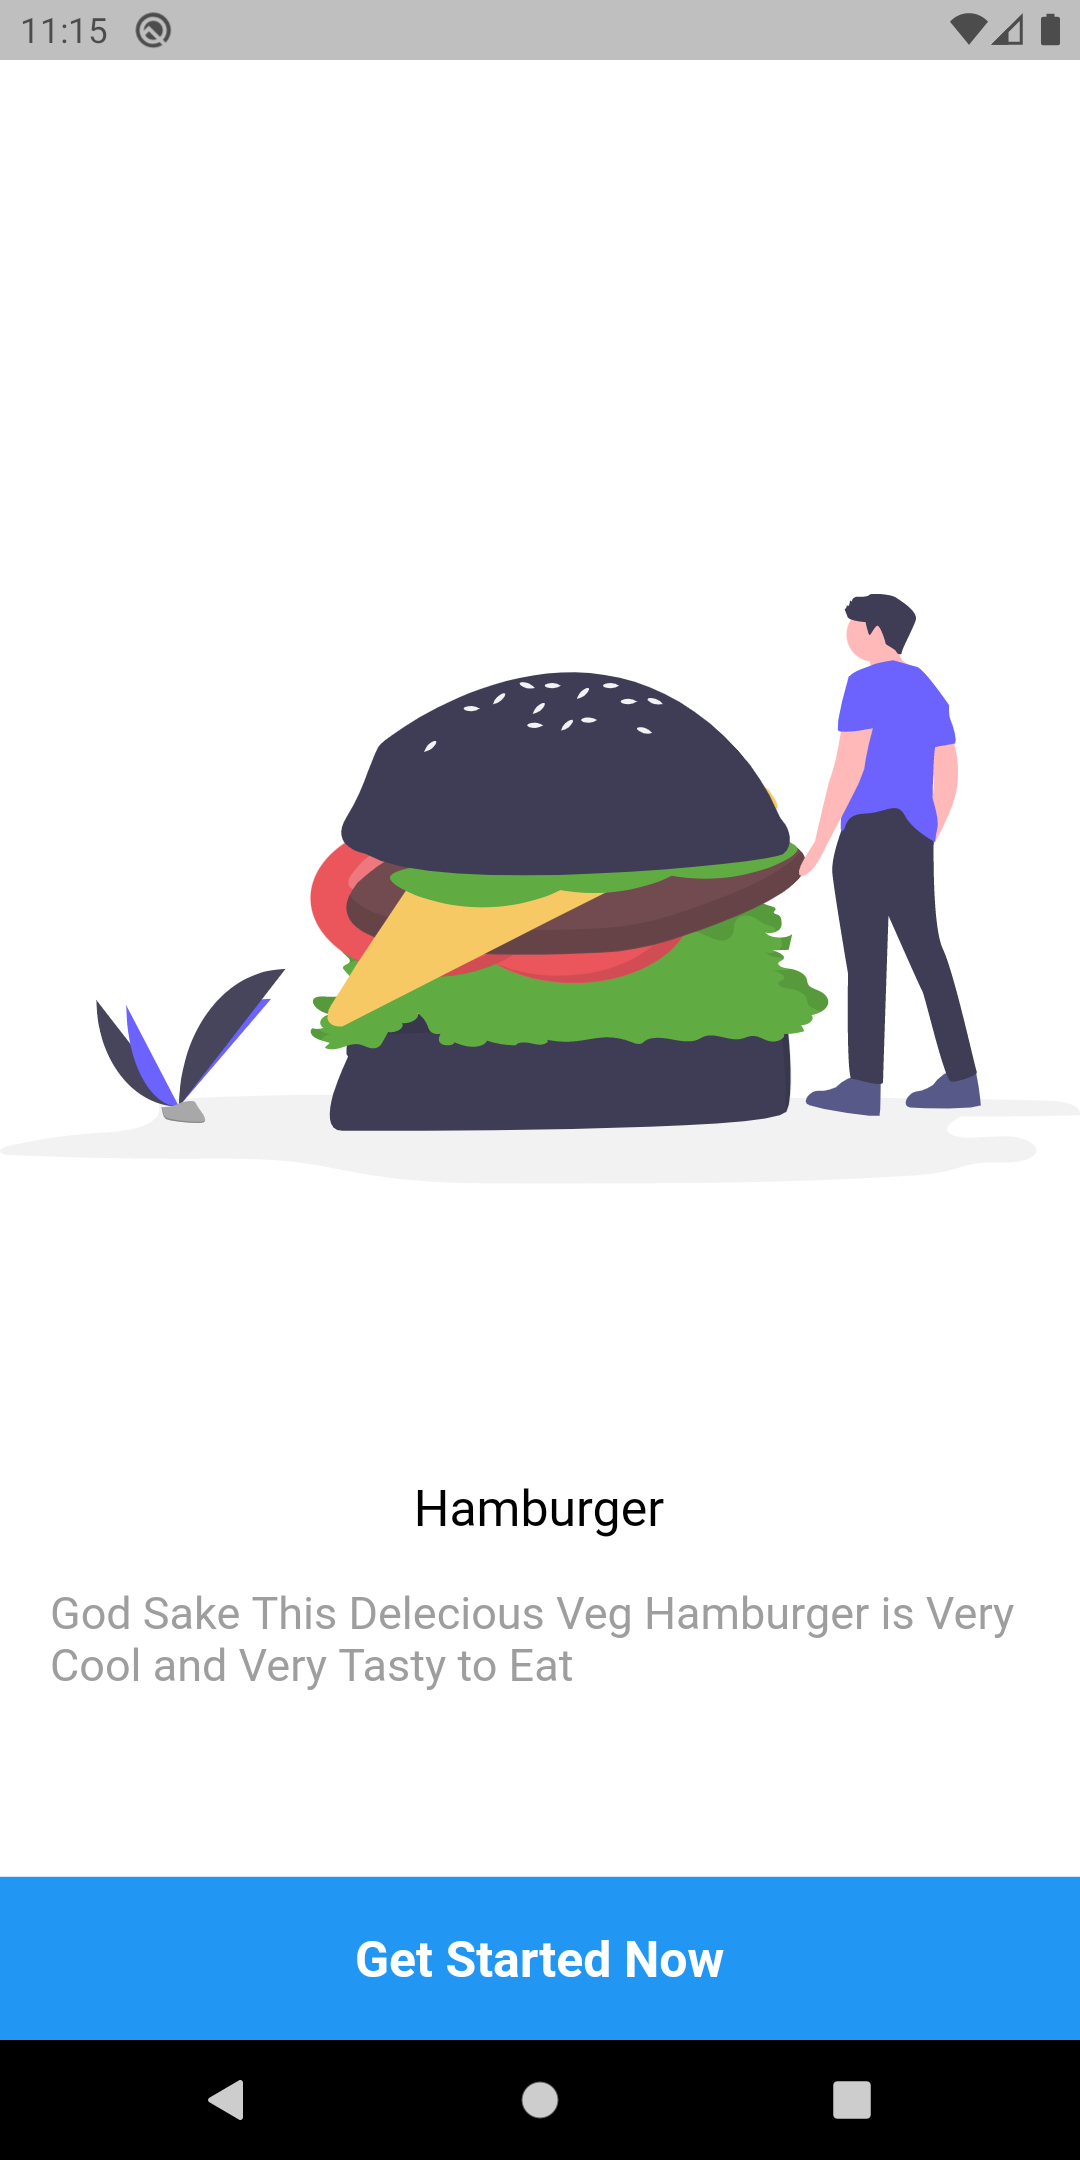 11:15
Hamburger
God Sake This Delecious Veg Hamburger is Very
Cool and Very Tasty to Eat
Get Started Now